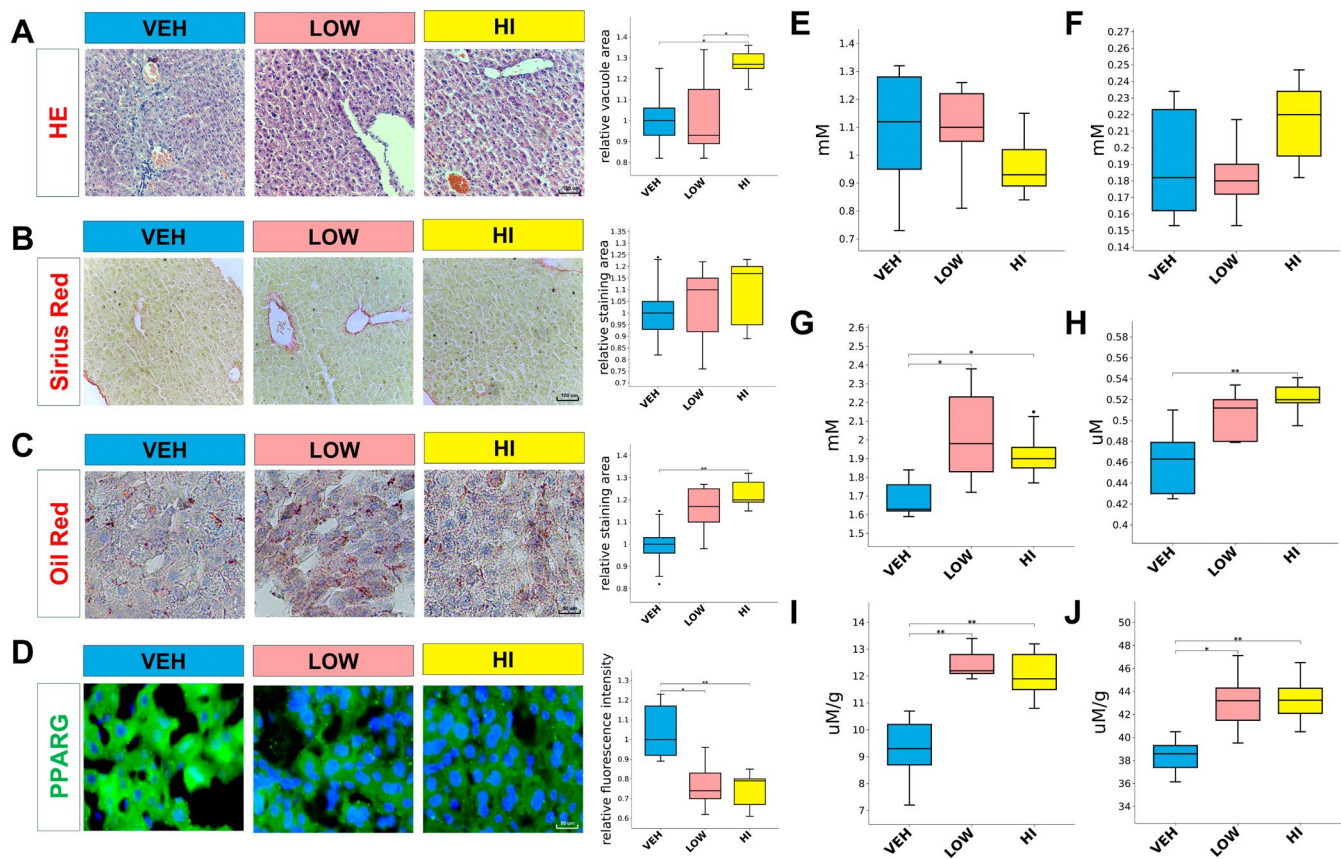 A
VEH
LOW
HI
HE
100 um
relative vacuole area
1.4
1.3
1.2
1.1
1
0.9
0.8
*
*
VEH
LOW
HI
B
VEH
LOW
HI
Sirius Red
100 um
relative staining area
1.35
1.3
1.25
1.2
1.15
1.1
1.05
1
0.95
0.9
0.85
0.8
0.75
0.7
VEH
LOW
HI
C
VEH
LOW
HI
Oil Red
50 um
relative staining area
1.4
1.3
1.2
1.1
1
0.9
0.8
**
VEH
LOW
HI
D
VEH
LOW
HI
PPARG
50 um
relative fluorescence intensity
1.3
1.2
1.1
1
0.9
0.8
0.7
0.6
*
**
VEH
LOW
HI
E
mM
1.4
1.3
1.2
1.1
1
0.9
0.8
0.7
VEH
LOW
HI
F
mM
0.27
0.26
0.25
0.24
0.23
0.22
0.21
0.2
0.19
0.18
0.17
0.16
0.15
0.14
VEH
LOW
HI
G
mM
2.6
2.5
2.4
2.3
2.2
2.1
2
1.9
1.8
1.7
1.6
1.5
*
*
VEH
LOW
HI
H
uM
0.58
0.56
0.54
0.52
0.5
0.48
0.46
0.44
0.42
0.4
**
VEH
LOW
HI
I
uM/g
14
13
12
11
10
9
8
7
**
**
VEH
LOW
HI
J
uM/g
50
48
46
44
42
40
38
36
34
*
**
VEH
LOW
HI